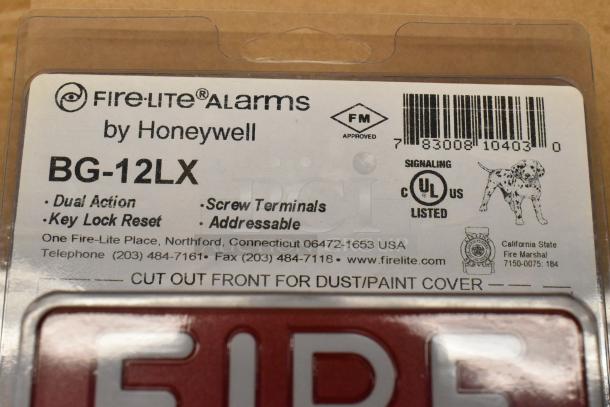 FIRE·LITE® ALARMS
by Honeywell
BG-12LX
· Dual Action
· Key Lock Reset
· Screw Terminals
· Addressable
FM
APPROVED
7 83008 10403 0
SIGNALING
C UL US
LISTED
California State
Fire Marshal
7150-0075: 184
One Fire-Lite Place, Northford, Connecticut 06472-1653 USA
Telephone (203) 484-7161 · Fax (203) 484-7118 · www.firelite.com
CUT OUT FRONT FOR DUST/PAINT COVER
FIRE